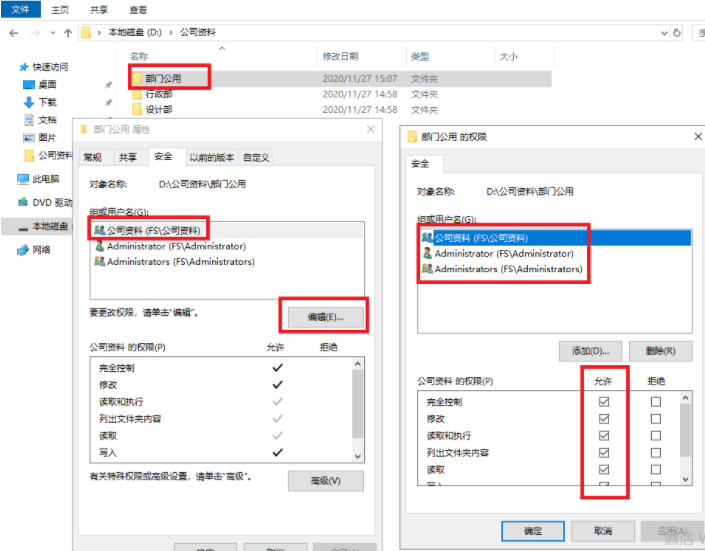 文件 主页 共享 查看
本地磁盘 (D:) 公司资料
名称 修改日期 类型 大小
快速访问
桌面
下载
文档
图片
公司资料
此电脑
DVD 驱动
本地磁盘
网络
部门公用 2020/11/27 15:07 文件夹
行政部 2020/11/27 14:58 文件夹
设计部 2020/11/27 14:58 文件夹
部门公用 属性
常规 共享 安全 以前的版本 自定义
对象名称: D:\公司资料\部门公用
组或用户名(G):
公司资料 (FS\公司资料)
Administrator (FS\Administrator)
Administrators (FS\Administrators)
要更改权限，请单击"编辑"。
编辑(E)...
公司资料 的权限(P) 允许 拒绝
完全控制
修改
读取和执行
列出文件夹内容
读取
写入
有关特殊权限或高级设置，请单击"高级"。
高级(V)
部门公用 的权限
安全
对象名称: D:\公司资料\部门公用
组或用户名(G):
公司资料 (FS\公司资料)
Administrator (FS\Administrator)
Administrators (FS\Administrators)
添加(D)... 删除(R)
公司资料 的权限(P) 允许 拒绝
完全控制
修改
读取和执行
列出文件夹内容
读取
确定 取消 应用(A)
激活 W